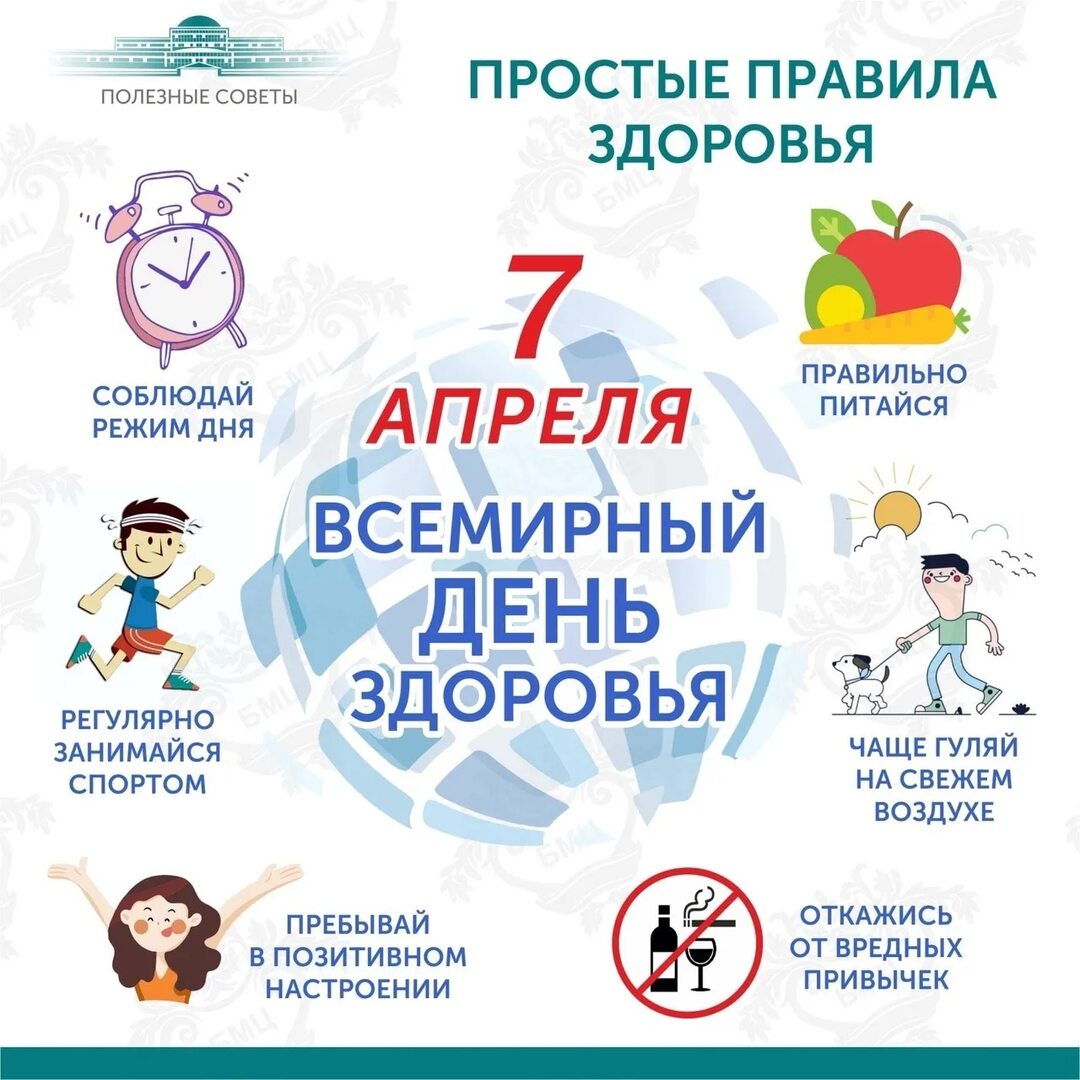 ПОЛЕЗНЫЕ СОВЕТЫ
ПРОСТЫЕ ПРАВИЛА
ЗДОРОВЬЯ
СОБЛЮДАЙ
РЕЖИМ ДНЯ
7
АПРЕЛЯ
ВСЕМИРНЫЙ
ДЕНЬ
ЗДОРОВЬЯ
ПРАВИЛЬНО
ПИТАЙСЯ
РЕГУЛЯРНО
ЗАНИМАЙСЯ
СПОРТОМ
ЧАЩЕ ГУЛЯЙ
НА СВЕЖЕМ
ВОЗДУХЕ
ПРЕБЫВАЙ
В ПОЗИТИВНОМ
НАСТРОЕНИИ
ОТКАЖИСЬ
ОТ ВРЕДНЫХ
ПРИВЫЧЕК
БМЦ